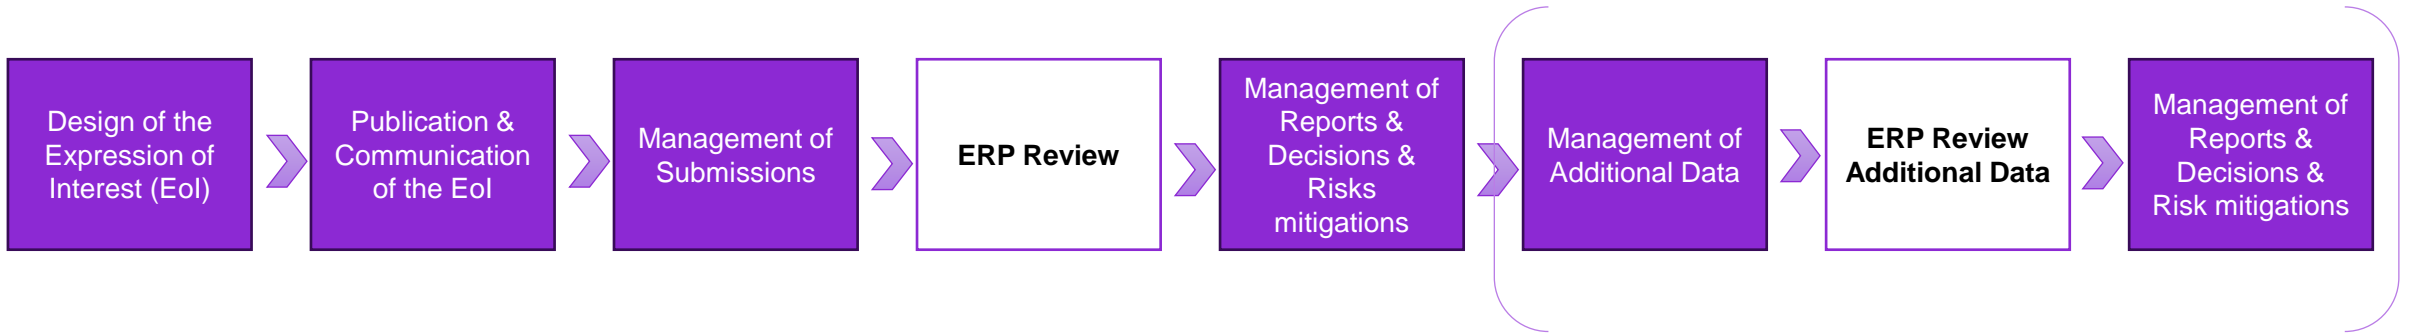 Design of the
Expression of
Interest (EoI)
Publication &
Communication
of the EoI
Management of
Submissions
ERP Review
Management of
Reports &
Decisions &
Risks
mitigations
Management of
Additional Data
ERP Review
Additional Data
Management of
Reports &
Decisions &
Risk mitigations